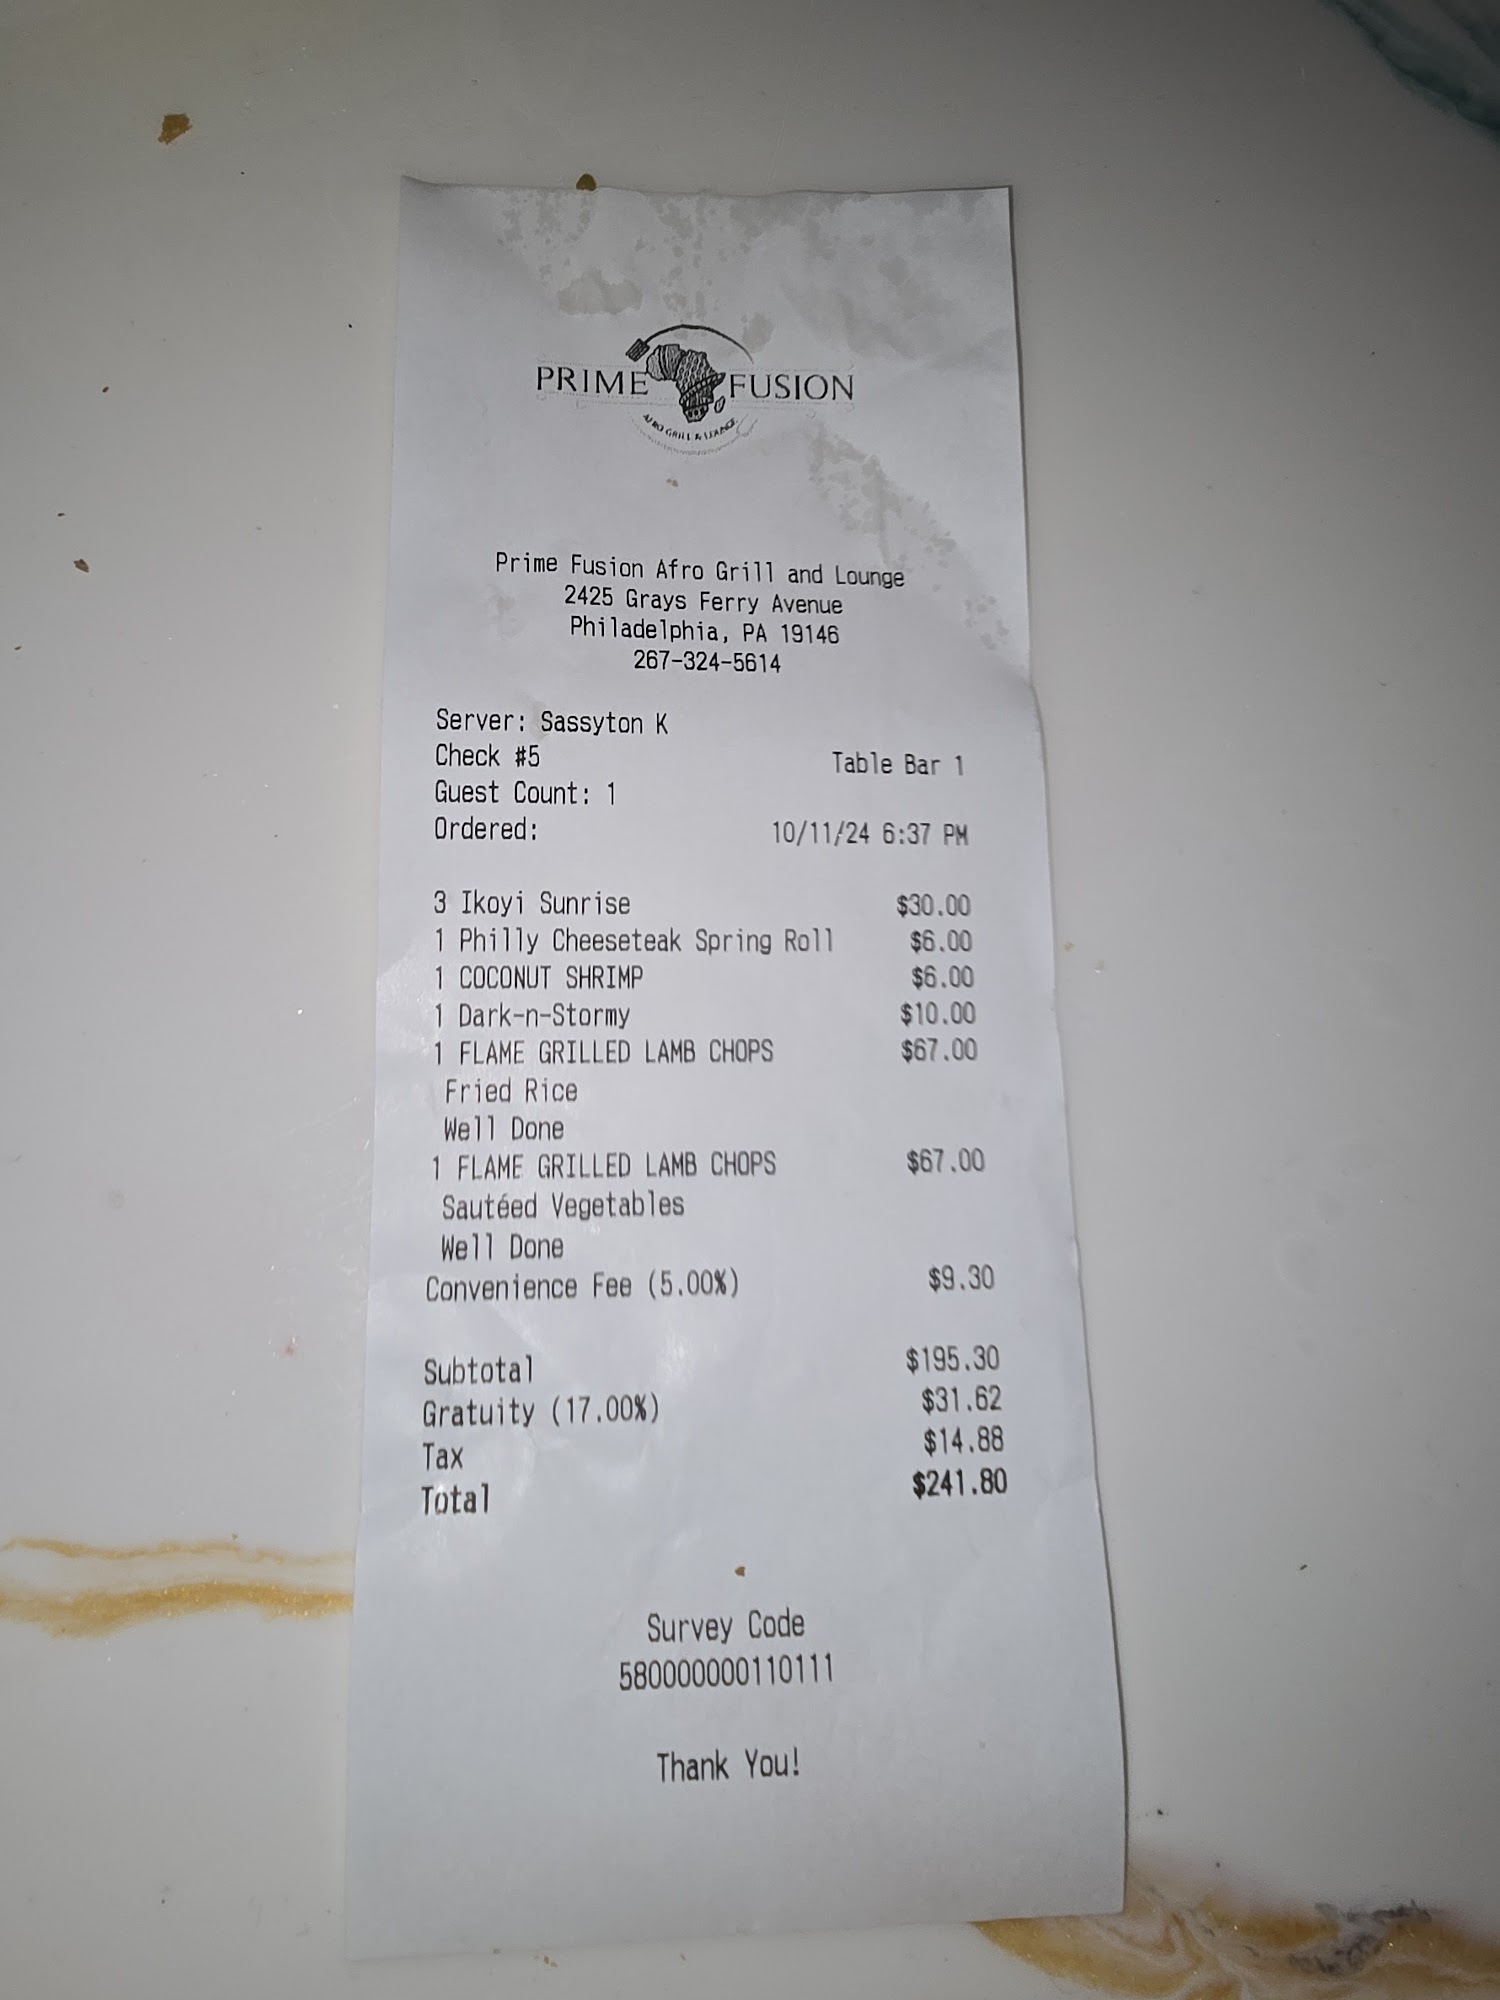 PRIME FUSION
AFRO GRILL & LOUNGE
Prime Fusion Afro Grill and Lounge
2425 Grays Ferry Avenue
Philadelphia, PA 19146
267-324-5614
Server: Sassyton K
Check #5 Table Bar 1
Guest Count: 1
Ordered: 10/11/24 6:37 PM
3 Ikoyi Sunrise $30.00
1 Philly Cheeseteak Spring Roll $6.00
1 COCONUT SHRIMP $6.00
1 Dark-n-Stormy $10.00
1 FLAME GRILLED LAMB CHOPS $67.00
Fried Rice
Well Done
1 FLAME GRILLED LAMB CHOPS $67.00
Sautéed Vegetables
Well Done
Convenience Fee (5.00%) $9.30
Subtotal $195.30
Gratuity (17.00%) $31.62
Tax $14.88
Total $241.80
Survey Code
580000000110111
Thank You!